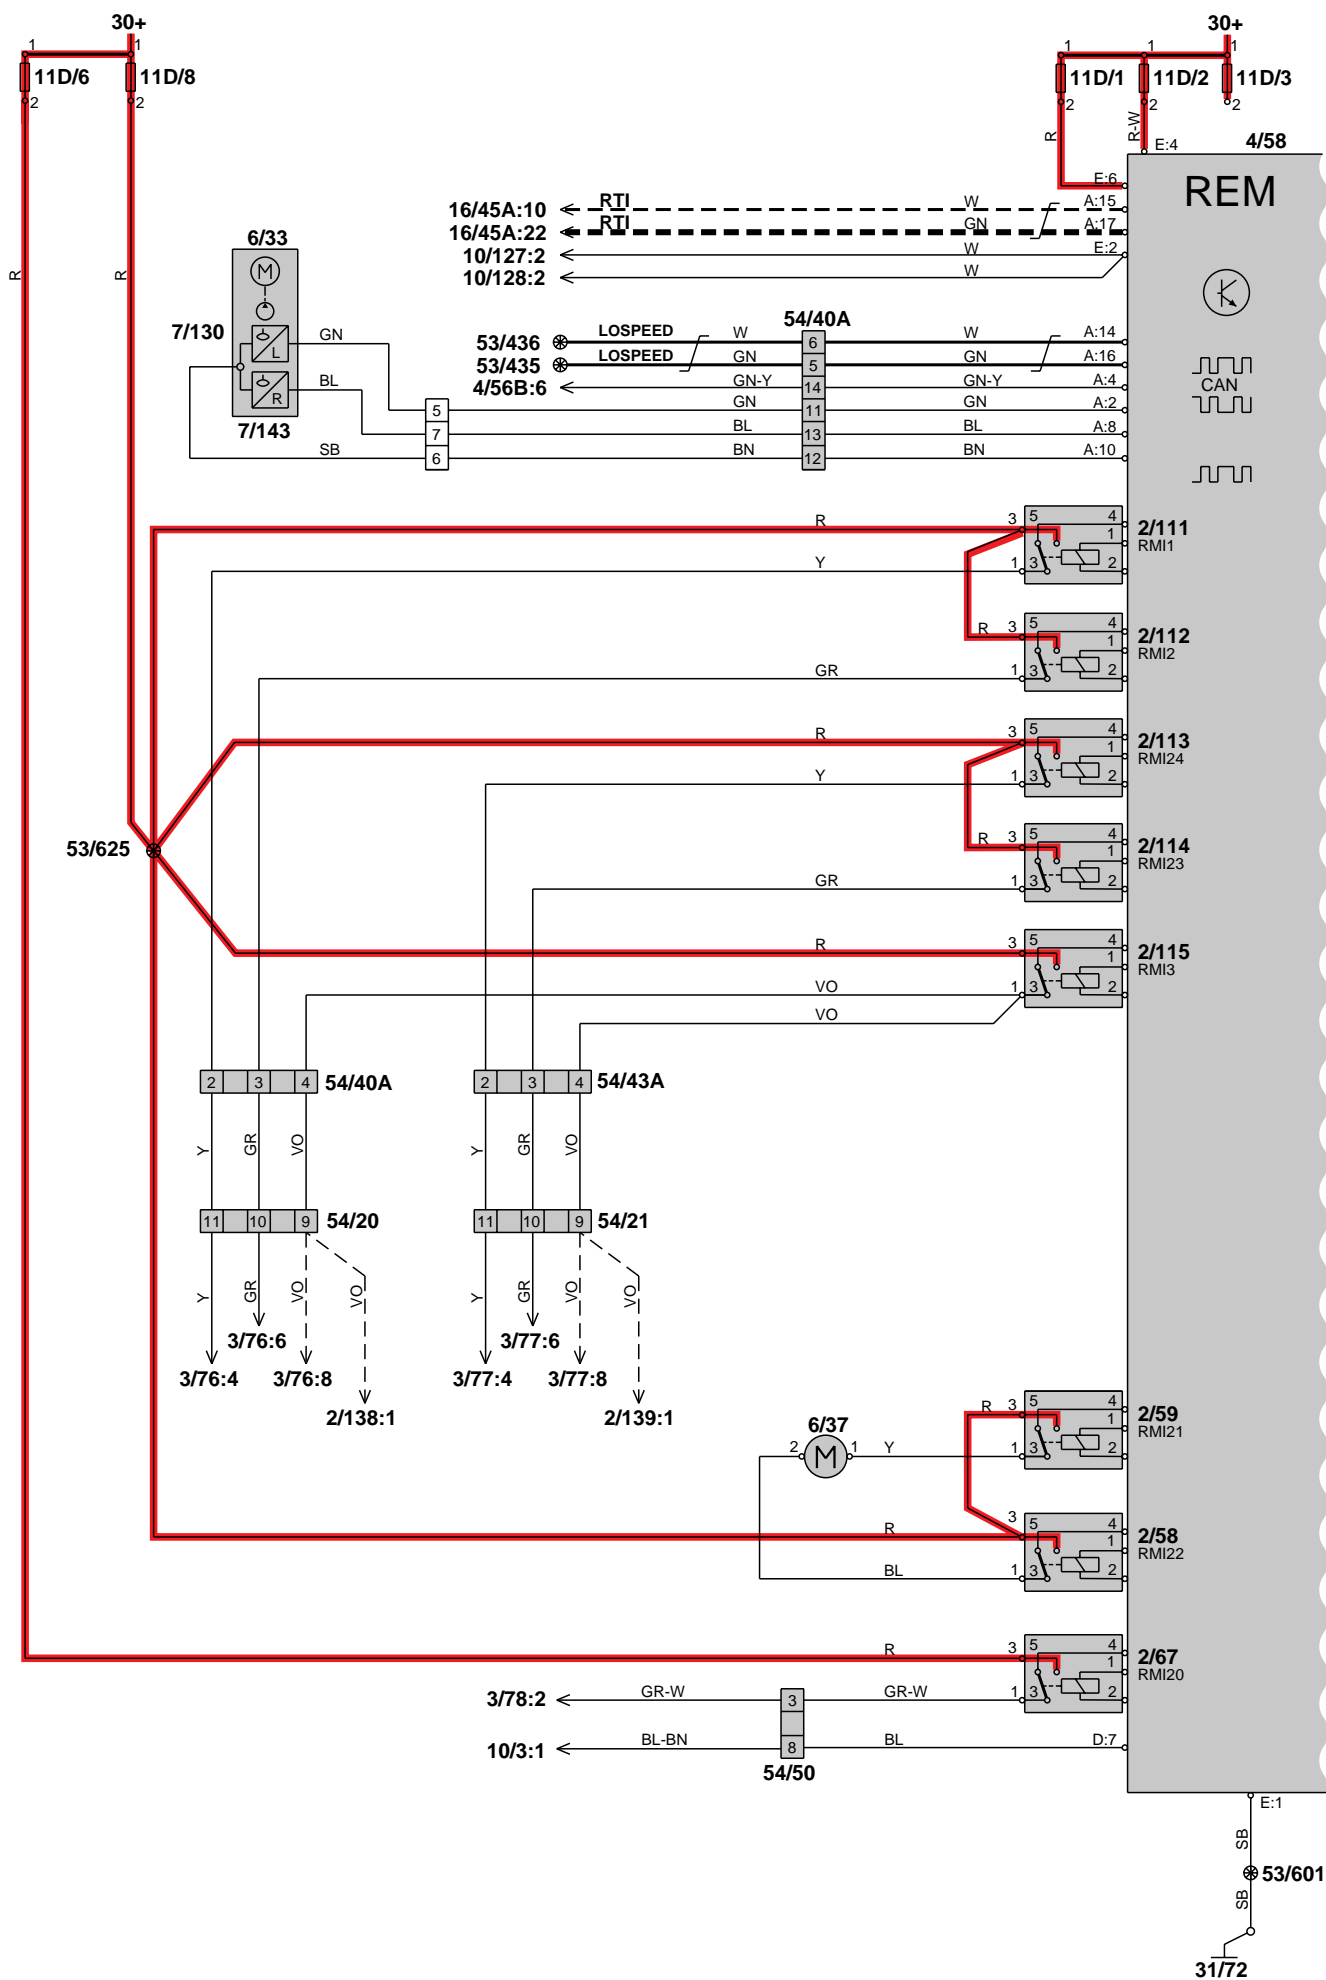 30+ 30+
1 1 1 1 1
11D/6 11D/8 11D/1 11D/2 11D/3
2 2 2 2 2
R R-W E:4 4/58
E:6 REM
16/45A:10 RTI W A:15
16/45A:22 RTI GN A:17
6/33 10/127:2 W E:2
10/128:2 W
R R
M
7/130 GN 54/40A
L
53/436 LOSPEED W 6 W A:14
53/435 LOSPEED GN 5 GN A:16
BL 4/56B:6 GN-Y 14 GN-Y A:4 CAN
R
5 GN 11 GN A:2
7/143 7 BL 13 BL A:8
SB 6 BN 12 BN A:10
R 3 5 4 2/111
1 RMI1
Y 1 3 2
R 3 5 4 2/112
1 RMI2
GR 1 3 2
R 3 5 4 2/113
1 RMI24
Y 1 3 2
53/625 R 3 5 4 2/114
1 RMI23
GR 1 3 2
R 3 5 4 2/115
1 RMI3
VO 1 3 2
VO
2 3 4 54/40A 2 3 4 54/43A
Y GR VO Y GR VO
11 10 9 54/20 11 10 9 54/21
Y GR VO VO Y GR VO VO
3/76:6 3/77:6
3/76:4 3/76:8 3/77:4 3/77:8
2/138:1 2/139:1
R 3 5 4 2/59
6/37 1 RMI21
2 M 1 Y 1 3 2
3 5 4 2/58
R 1 RMI22
BL 1 3 2
R 3 5 4 2/67
1 RMI20
3/78:2 GR-W 3 GR-W 1 3 2
10/3:1 BL-BN 8 BL D:7
54/50
E:1
SB
53/601
SB
31/72